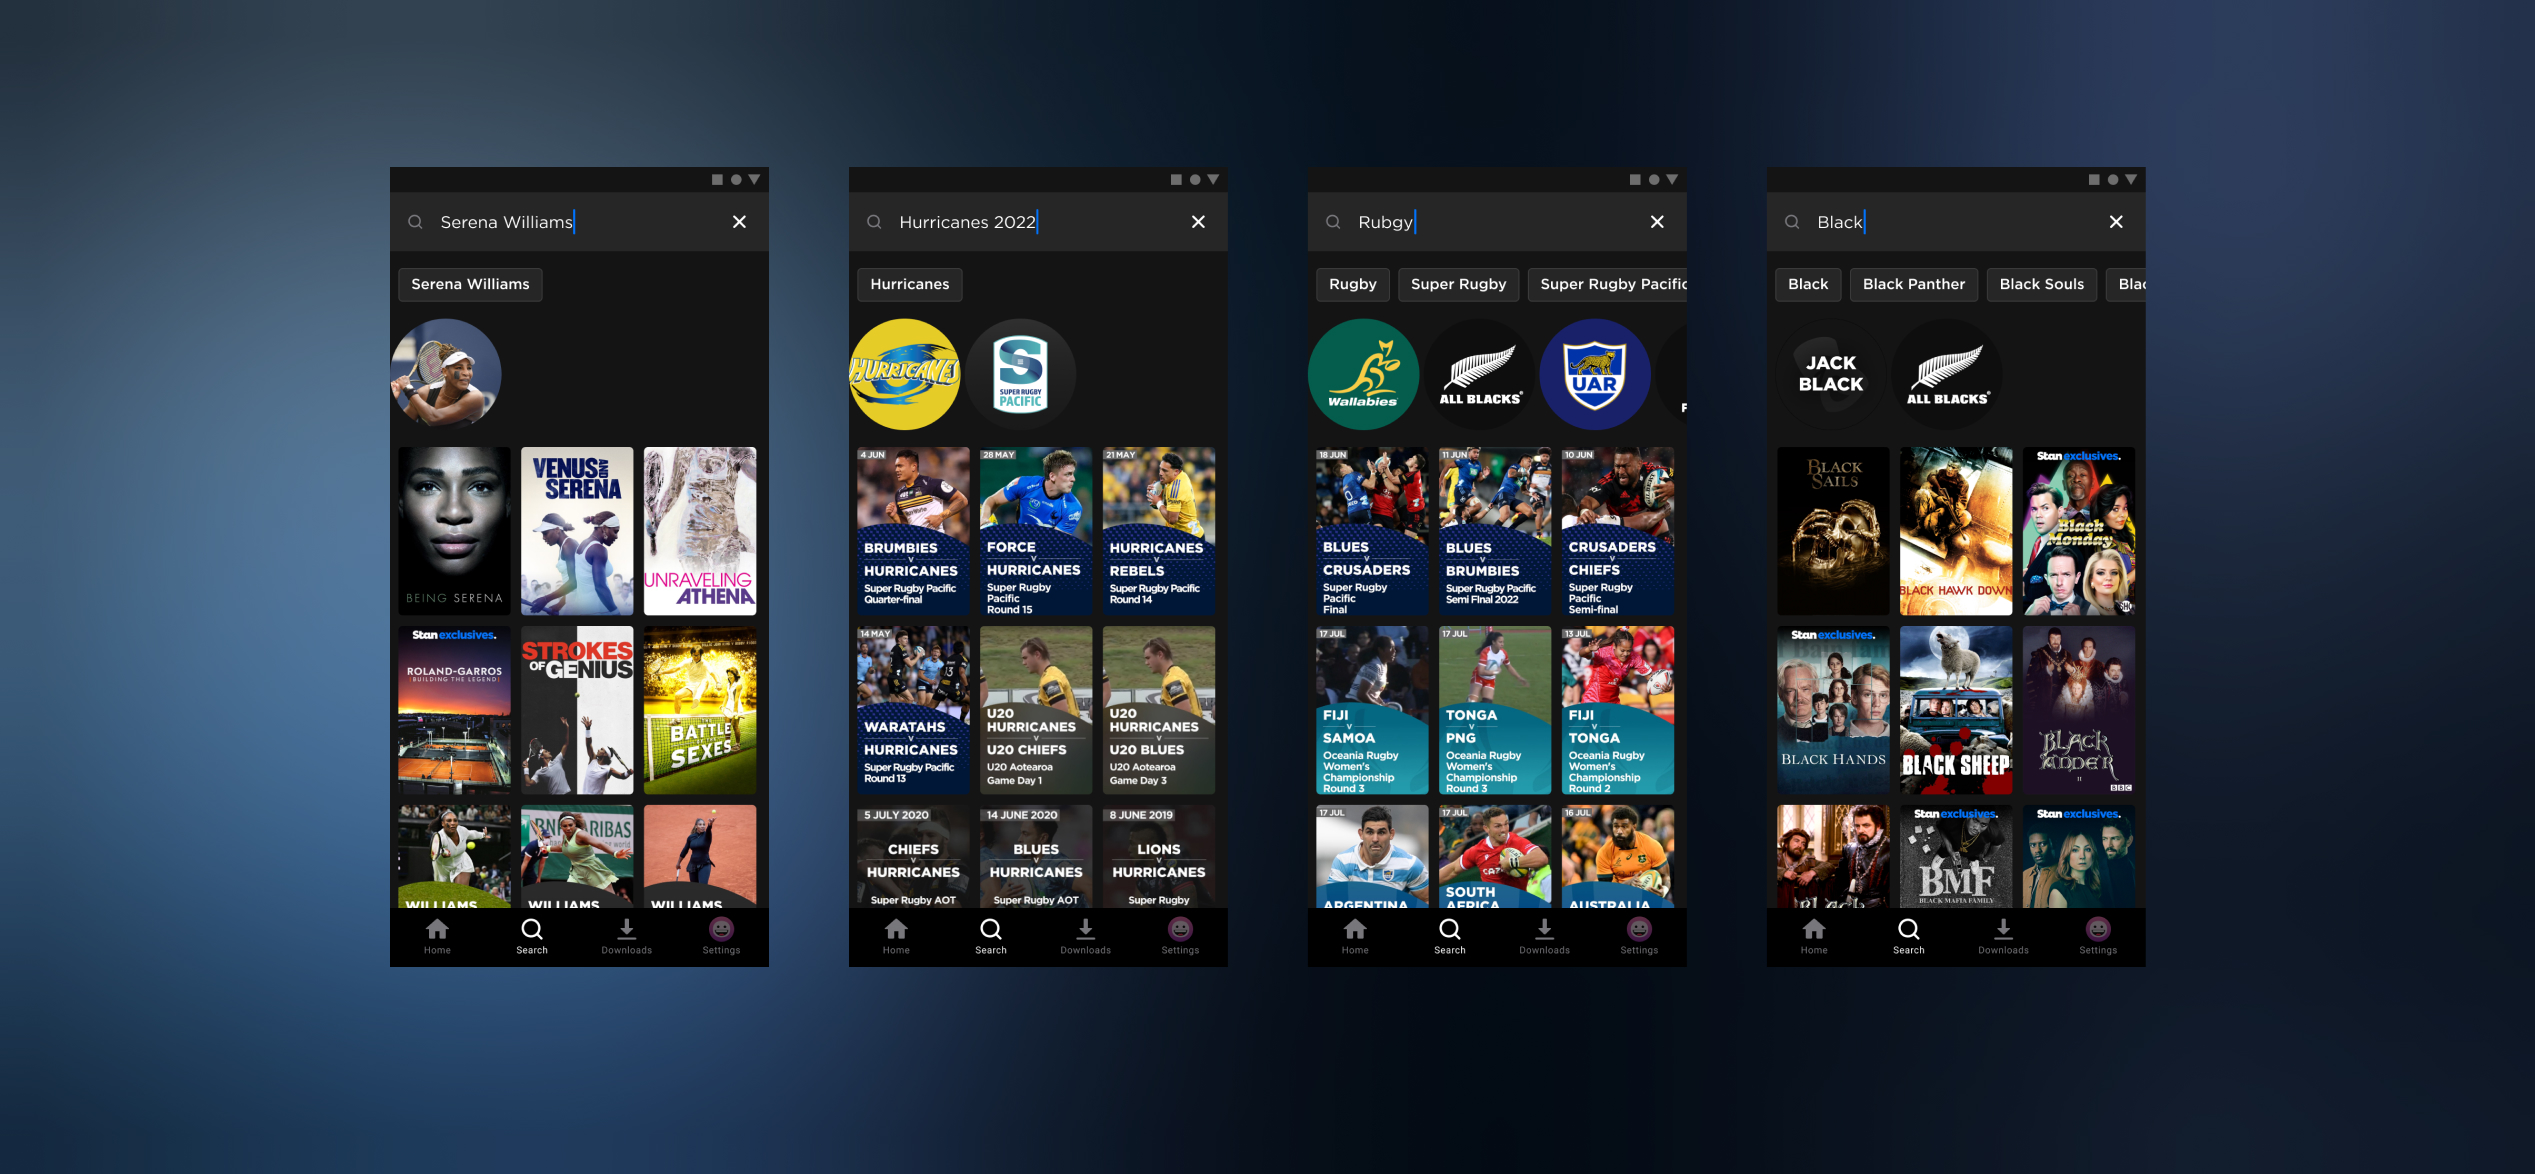 Serena Williams
Serena Williams
BEING SERENA
VENUS AND
SERENA
UNRAVELING
ATHENA
Stan exclusives.
ROLAND-GARROS
BUILDING THE LEGEND
STROKES
OF GENIUS
BATTLE
SEXES
BNP PARIBAS
WILLIAMS
WILLIAMS
WILLIAMS
Home
Search
Downloads
Settings
Hurricanes 2022
Hurricanes
HURRICANES
SUPER RUGBY
PACIFIC
4 JUN
BRUMBIES
v
HURRICANES
Super Rugby Pacific
Quarter-final
28 MAY
FORCE
v
HURRICANES
Super Rugby
Pacific
Round 15
21 MAY
HURRICANES
v
REBELS
Super Rugby Pacific
Round 14
14 MAY
WARATAHS
v
HURRICANES
Super Rugby Pacific
Round 13
U20
HURRICANES
v
U20 CHIEFS
U20 Aotearoa
Game Day 1
U20
HURRICANES
v
U20 BLUES
U20 Aotearoa
Game Day 3
5 JULY 2020
CHIEFS
v
HURRICANES
Super Rugby AOT
14 JUNE 2020
BLUES
v
HURRICANES
Super Rugby AOT
8 JUNE 2019
LIONS
v
HURRICANES
Super Rugby
Home
Search
Downloads
Settings
Rubgy
Rugby
Super Rugby
Super Rugby Pacific
Wallabies
ALL BLACKS
UAR
F
18 JUN
BLUES
v
CRUSADERS
Super Rugby
Pacific
Final
11 JUN
BLUES
v
BRUMBIES
Super Rugby Pacific
Semi Final 2022
10 JUN
CRUSADERS
v
CHIEFS
Super Rugby
Pacific
Semi-final
17 JUL
FIJI
v
SAMOA
Oceania Rugby
Women's
Championship
Round 3
17 JUL
TONGA
v
PNG
Oceania Rugby
Women's
Championship
Round 3
13 JUL
FIJI
v
TONGA
Oceania Rugby
Women's
Championship
Round 2
17 JUL
ARGENTINA
17 JUL
SOUTH
AFRICA
16 JUL
AUSTRALIA
Home
Search
Downloads
Settings
Black
Black
Black Panther
Black Souls
Blac
JACK
BLACK
ALL BLACKS
BLACK
SAILS
BLACK HAWK DOWN
Stan exclusives.
Black
Monday
SHO
Stan exclusives.
BLACK HANDS
BLACK SHEEP
BLACK
ADDER
II
BBC
BLACK
Stan exclusives.
BMF
BLACK MAFIA FAMILY
Stan exclusives.
Home
Search
Downloads
Settings